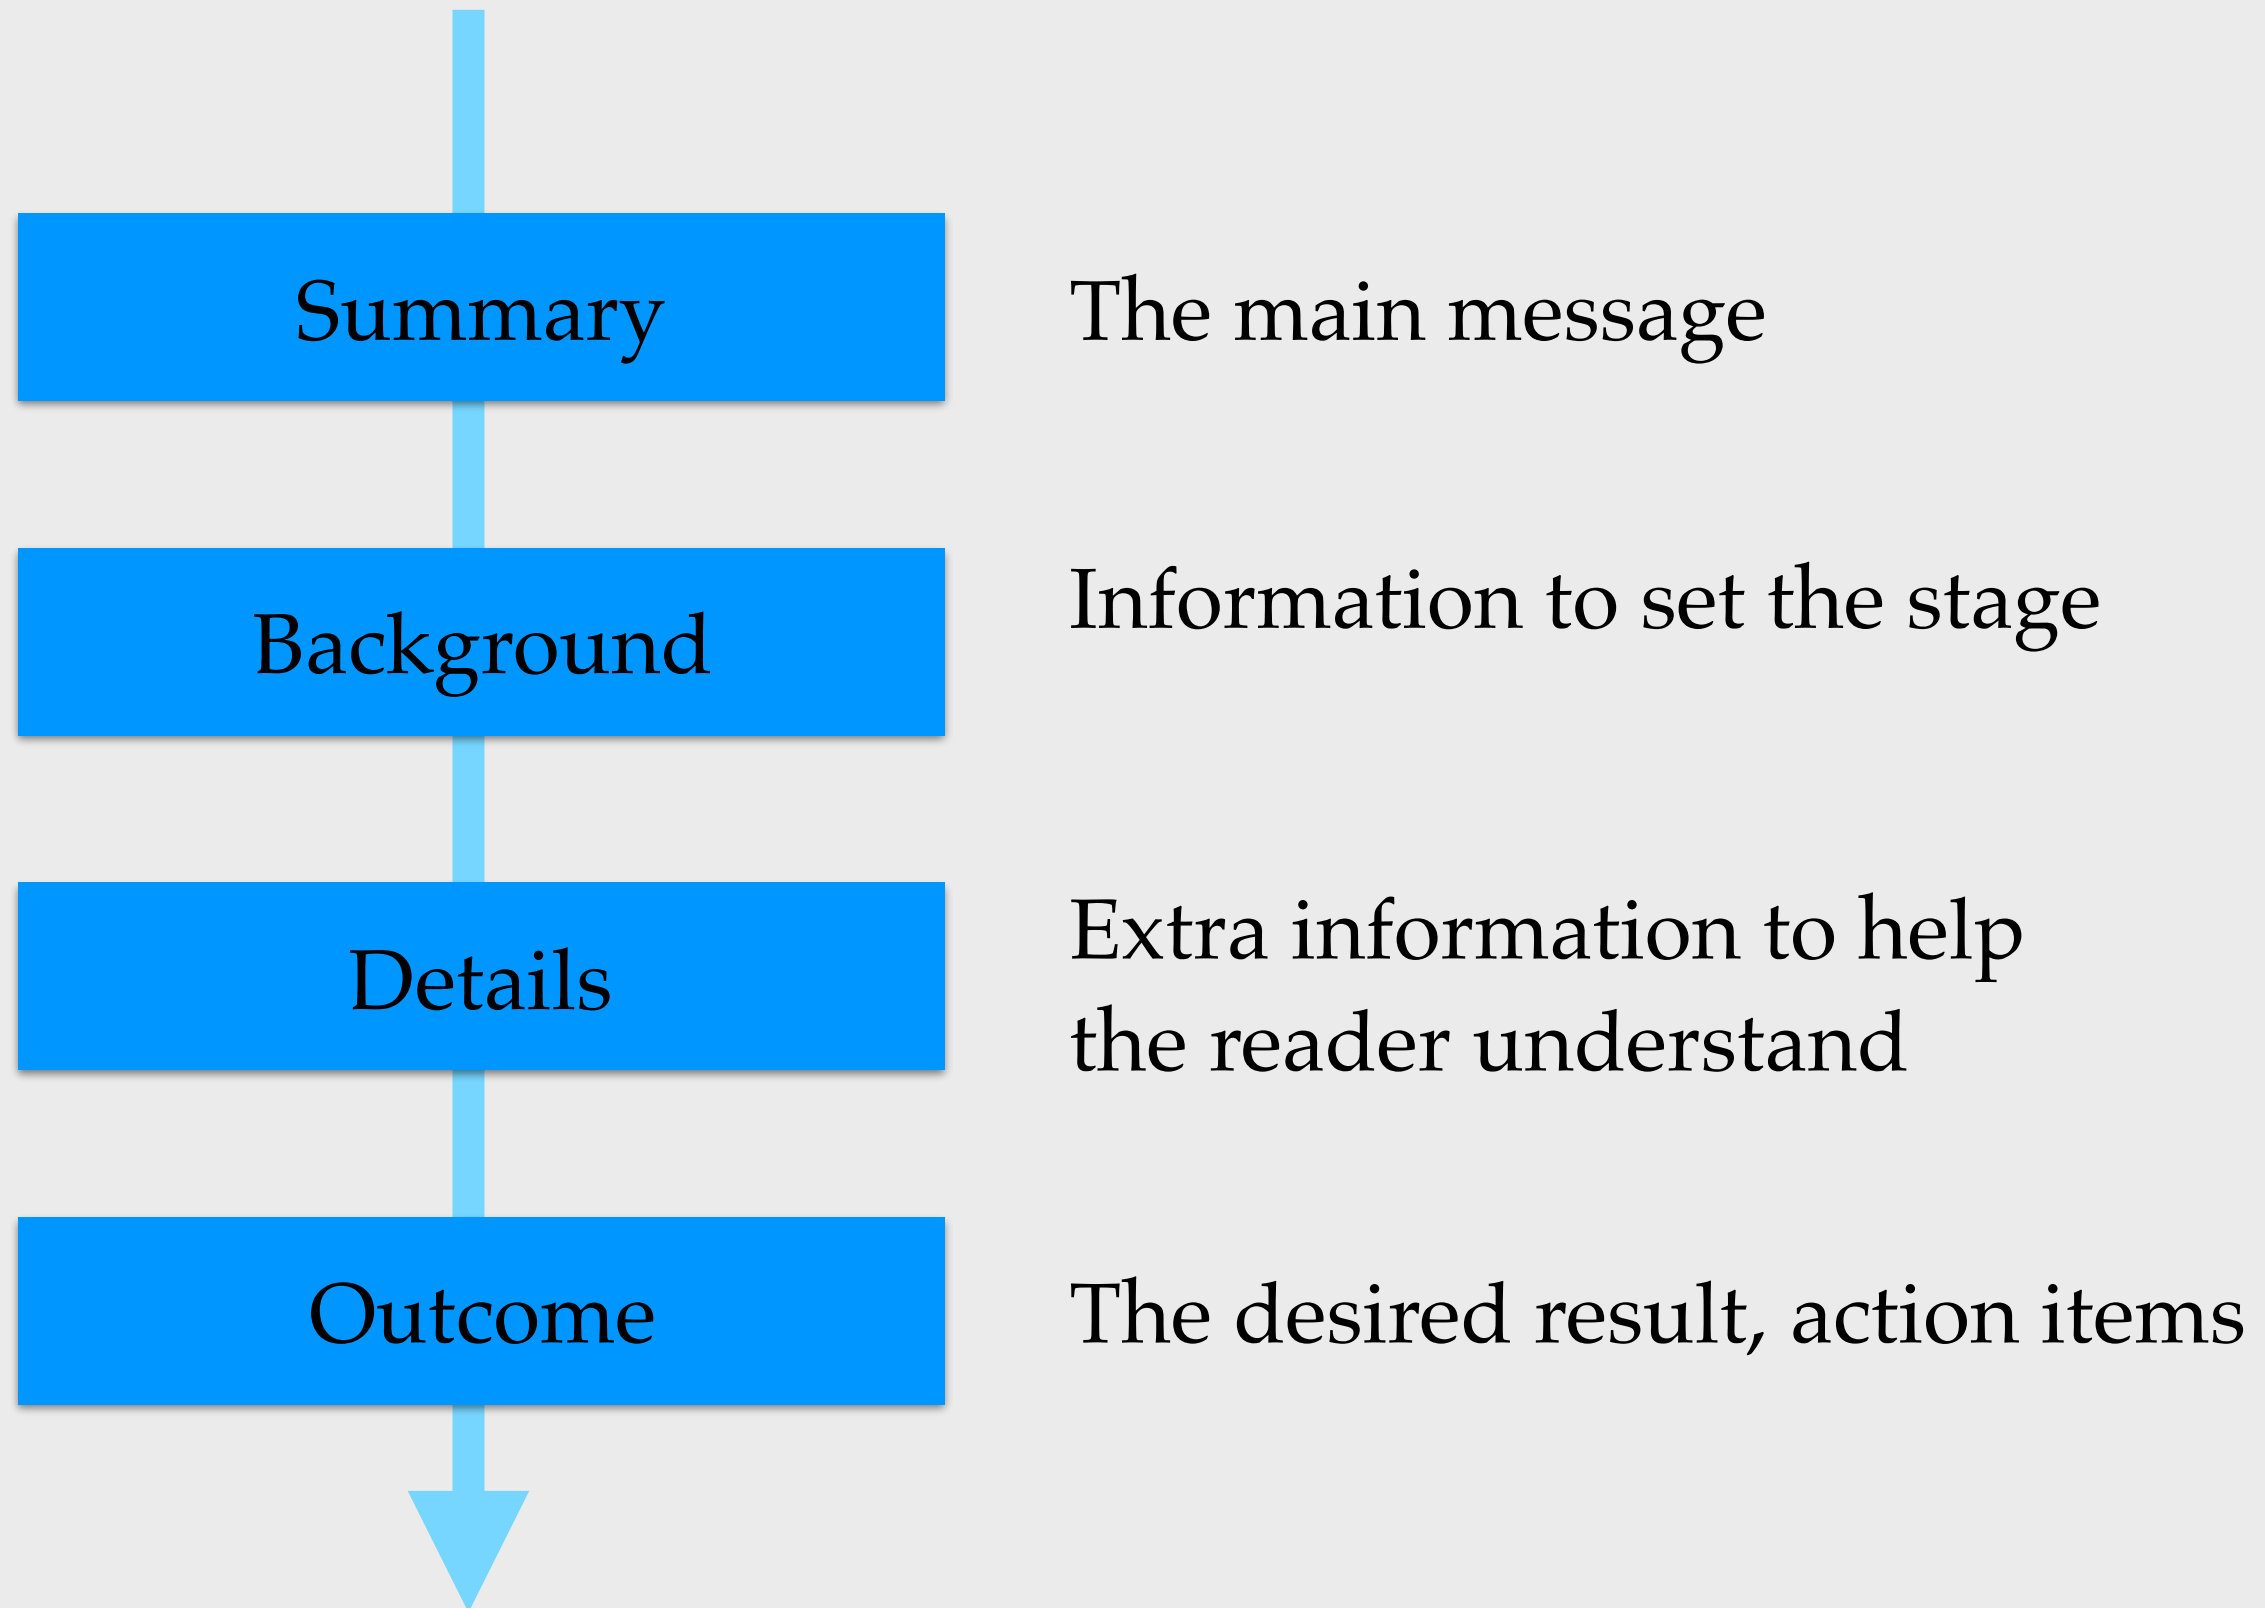 Summary
The main message
Background
Information to set the stage
Details
Extra information to help
the reader understand
Outcome
The desired result, action items